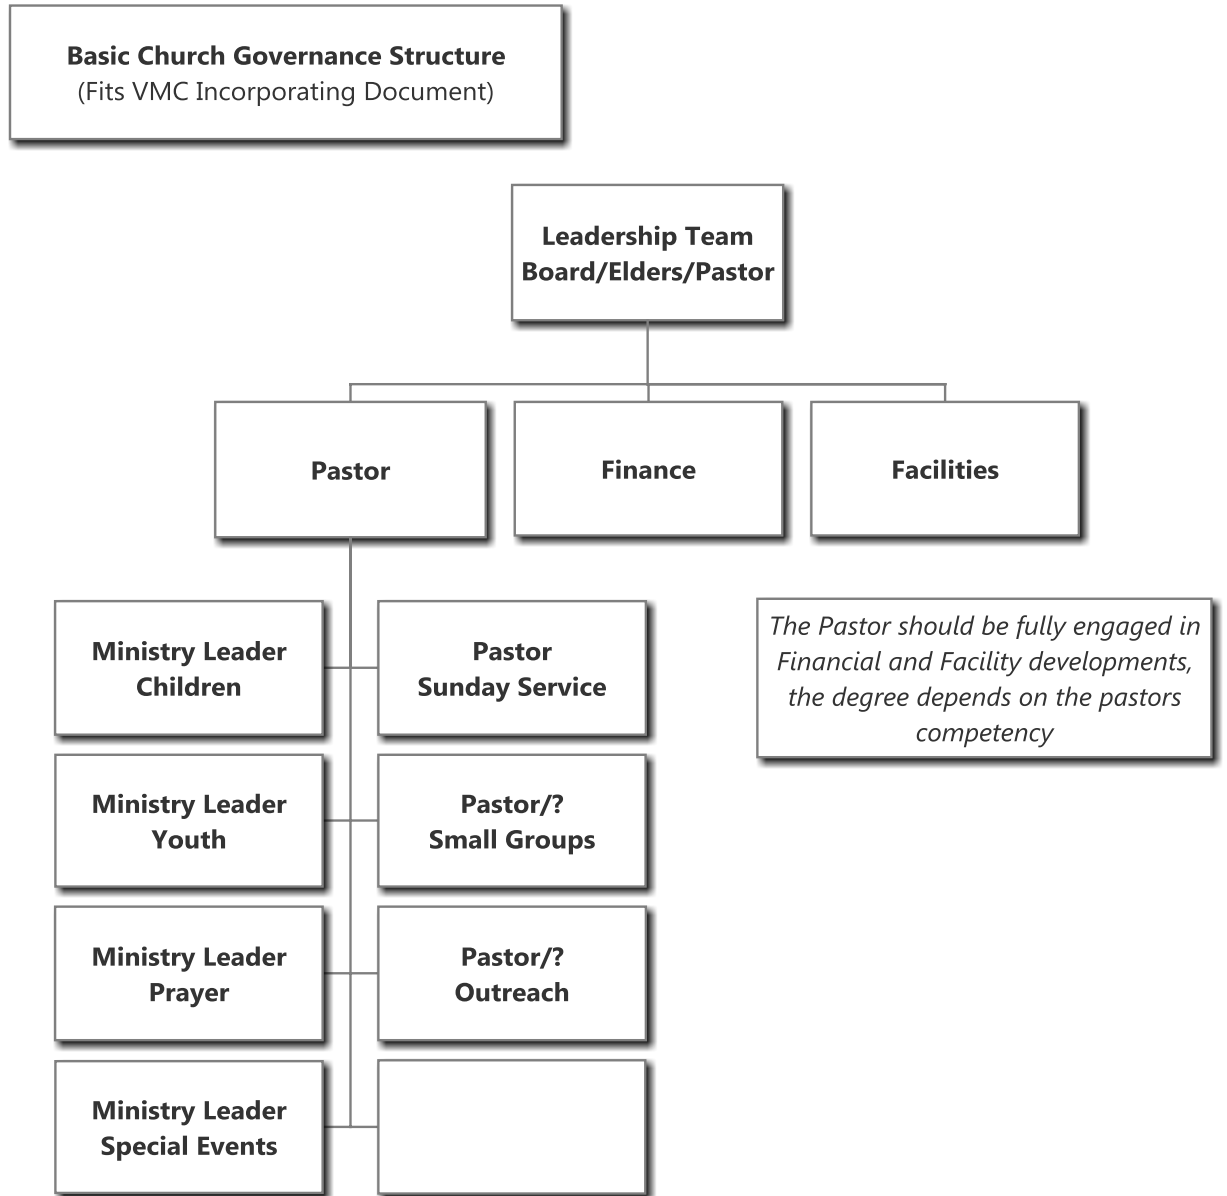 Basic Church Governance Structure
(Fits VMC Incorporating Document)
Leadership Team
Board/Elders/Pastor
Pastor
Finance
Facilities
Ministry Leader
Children
Pastor
Sunday Service
The Pastor should be fully engaged in
Financial and Facility developments,
the degree depends on the pastors
competency
Ministry Leader
Youth
Pastor/?
Small Groups
Ministry Leader
Prayer
Pastor/?
Outreach
Ministry Leader
Special Events